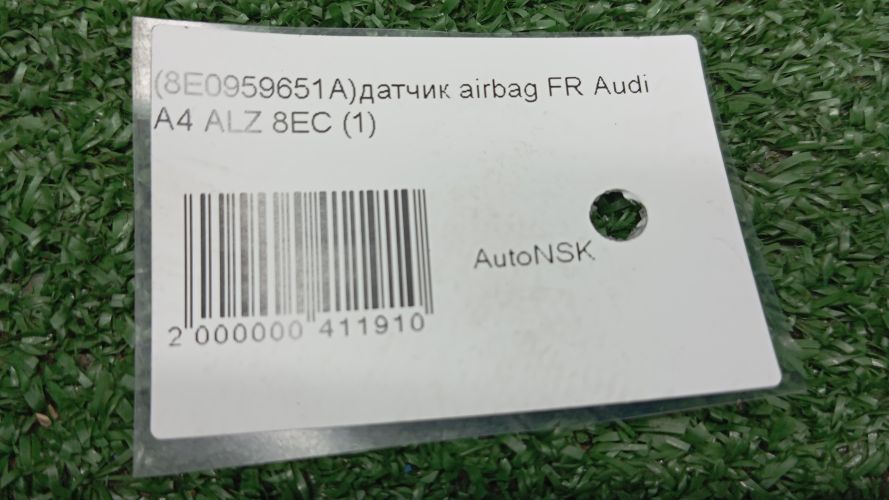 (8E0959651A)датчик airbag FR Audi
A4 ALZ 8EC (1)
AutoNSK
2 000000 411910